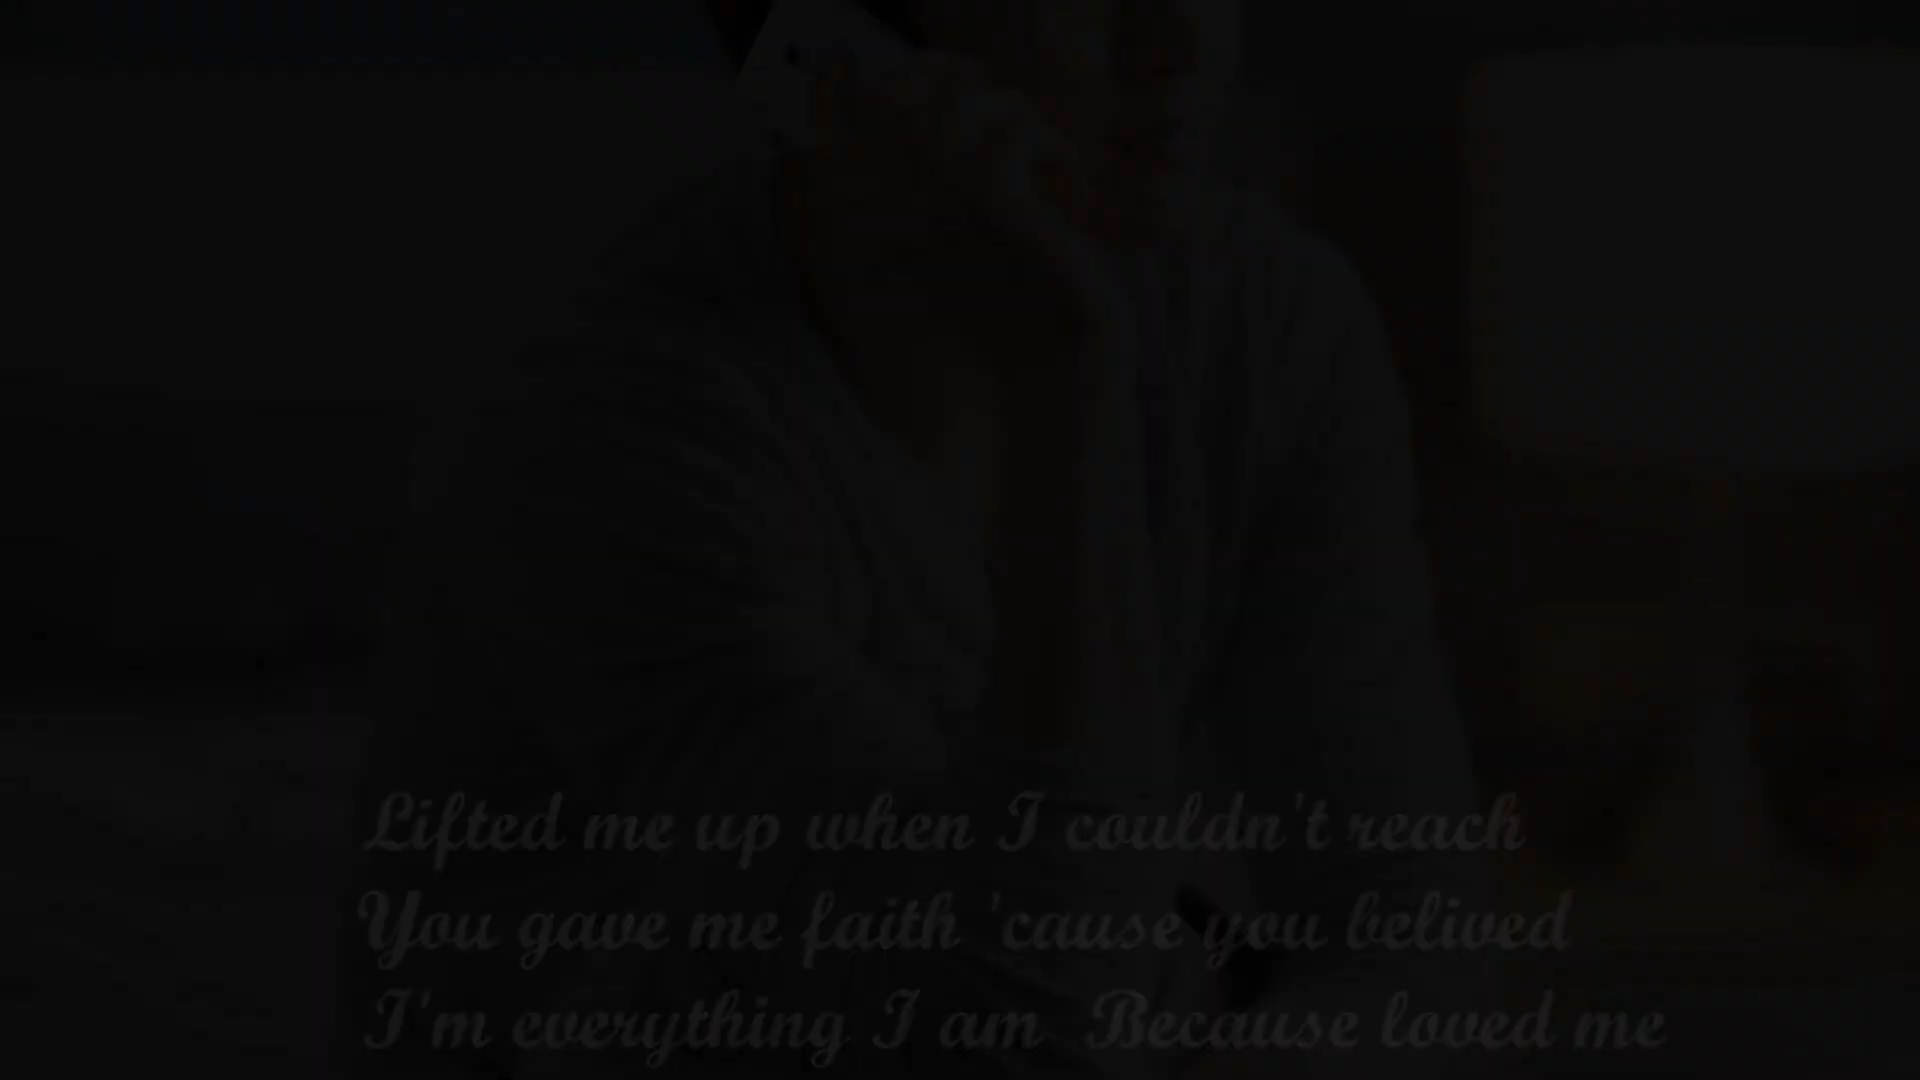 Lifted me up when I couldn't reach
You gave me faith 'cause you belived
I'm everything I am Because loved me